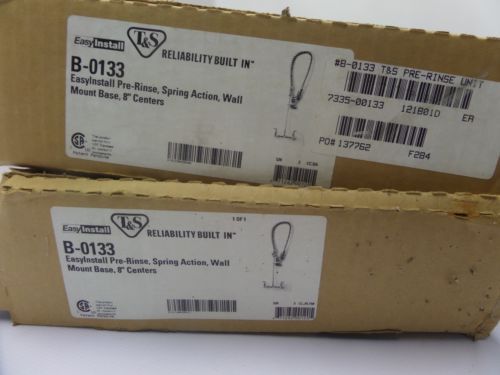 EasyInstall
T&S
RELIABILITY BUILT IN™
B-0133
EasyInstall Pre-Rinse, Spring Action, Wall
Mount Base, 8" Centers
#B-0133 T&S PRE-RINSE UNIT
7335-00133 121801D EA
PO# 137762 F284
EasyInstall
T&S
RELIABILITY BUILT IN™
1 OF 1
B-0133
EasyInstall Pre-Rinse, Spring Action, Wall
Mount Base, 8" Centers